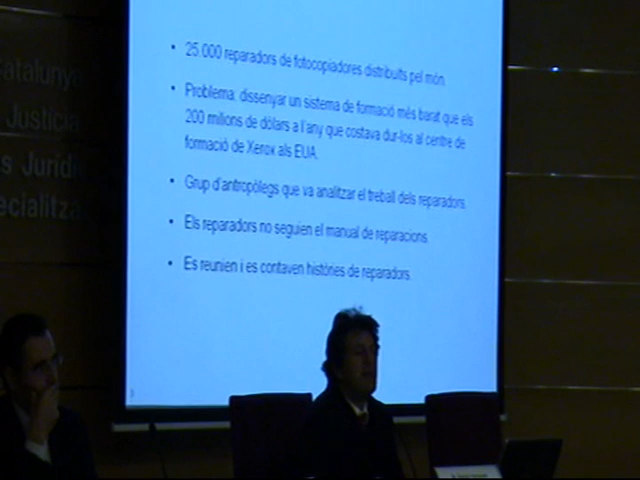 Catalunya
Justícia
s Juríd
ecialitza
• 25.000 reparadors de fotocopiadores distribuïts pel món.
• Problema: dissenyar un sistema de formació més barat que els
200 milions de dòlars a l'any que costava dur-los al centre de
formació de Xerox als EUA.
• Grup d'antropòlegs que va analitzar el treball dels reparadors.
• Els reparadors no seguien el manual de reparacions.
• Es reunien i es contaven històries de reparadors.